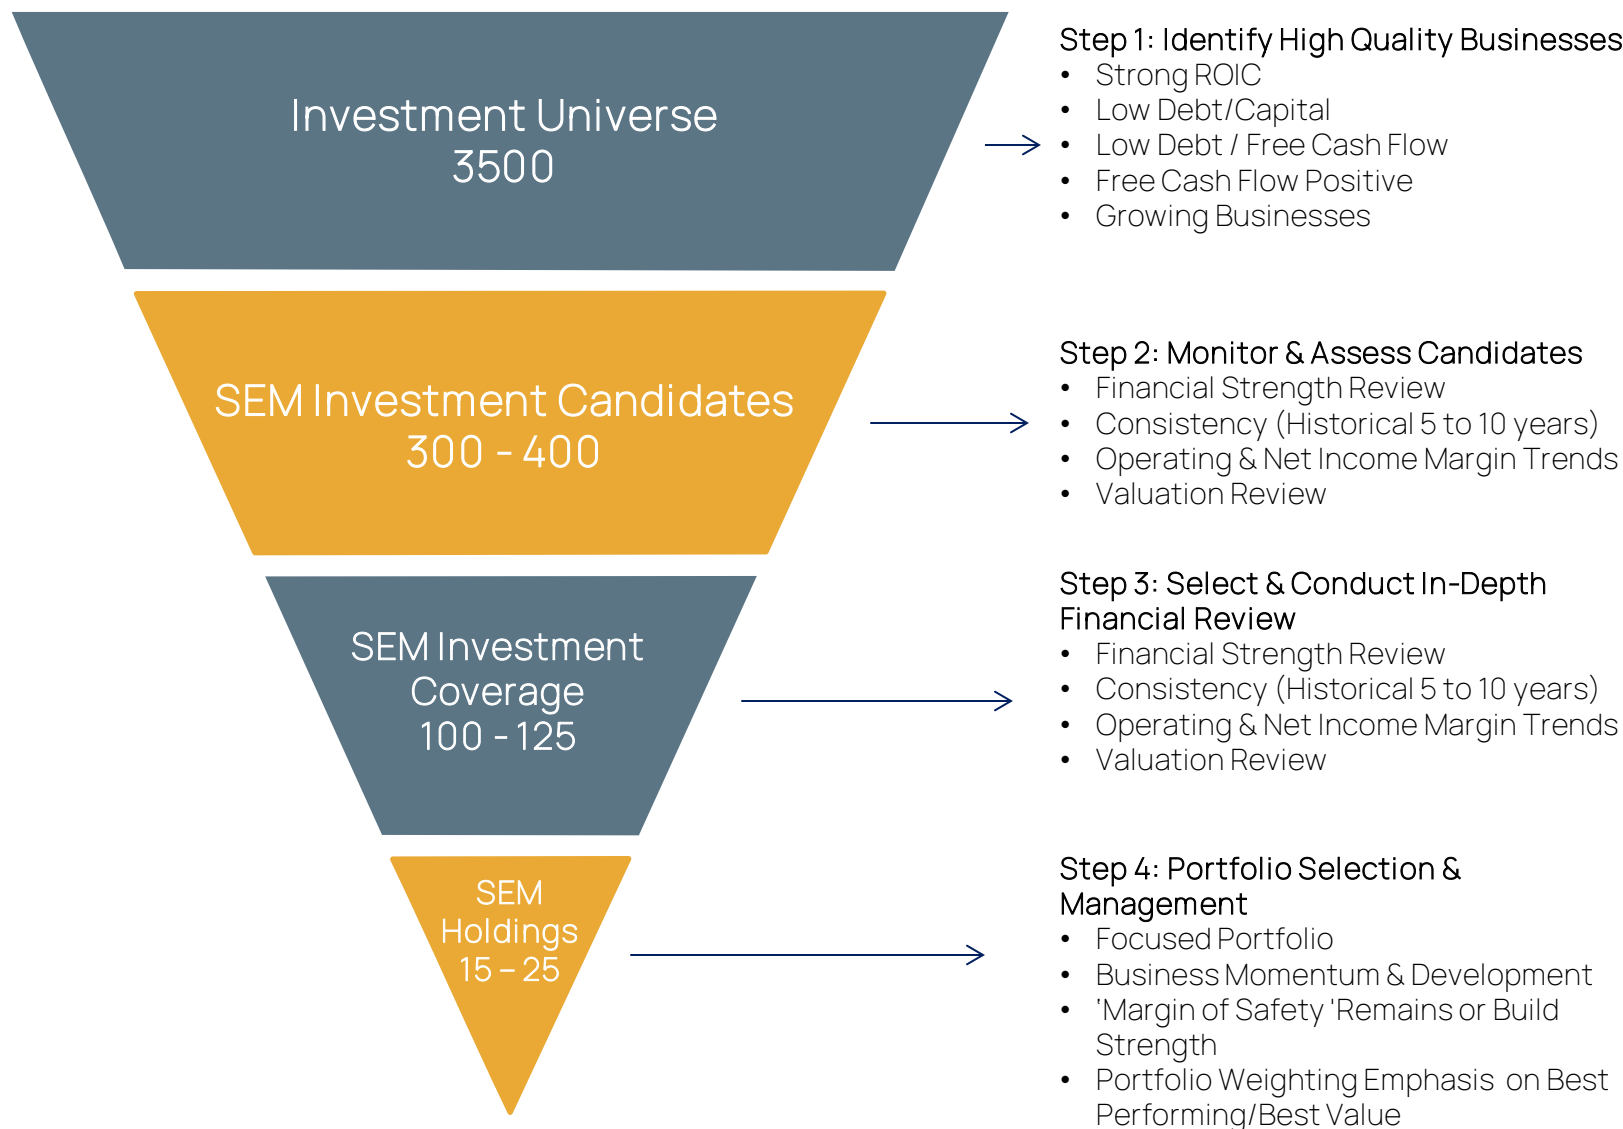 Investment Universe
3500
Step 1: Identify High Quality Businesses
• Strong ROIC
• Low Debt/Capital
• Low Debt / Free Cash Flow
• Free Cash Flow Positive
• Growing Businesses
SEM Investment Candidates
300 - 400
Step 2: Monitor & Assess Candidates
• Financial Strength Review
• Consistency (Historical 5 to 10 years)
• Operating & Net Income Margin Trends
• Valuation Review
SEM Investment
Coverage
100 - 125
Step 3: Select & Conduct In-Depth
Financial Review
• Financial Strength Review
• Consistency (Historical 5 to 10 years)
• Operating & Net Income Margin Trends
• Valuation Review
SEM
Holdings
15 – 25
Step 4: Portfolio Selection &
Management
• Focused Portfolio
• Business Momentum & Development
• ‘Margin of Safety 'Remains or Build
Strength
• Portfolio Weighting Emphasis  on Best
Performing/Best Value